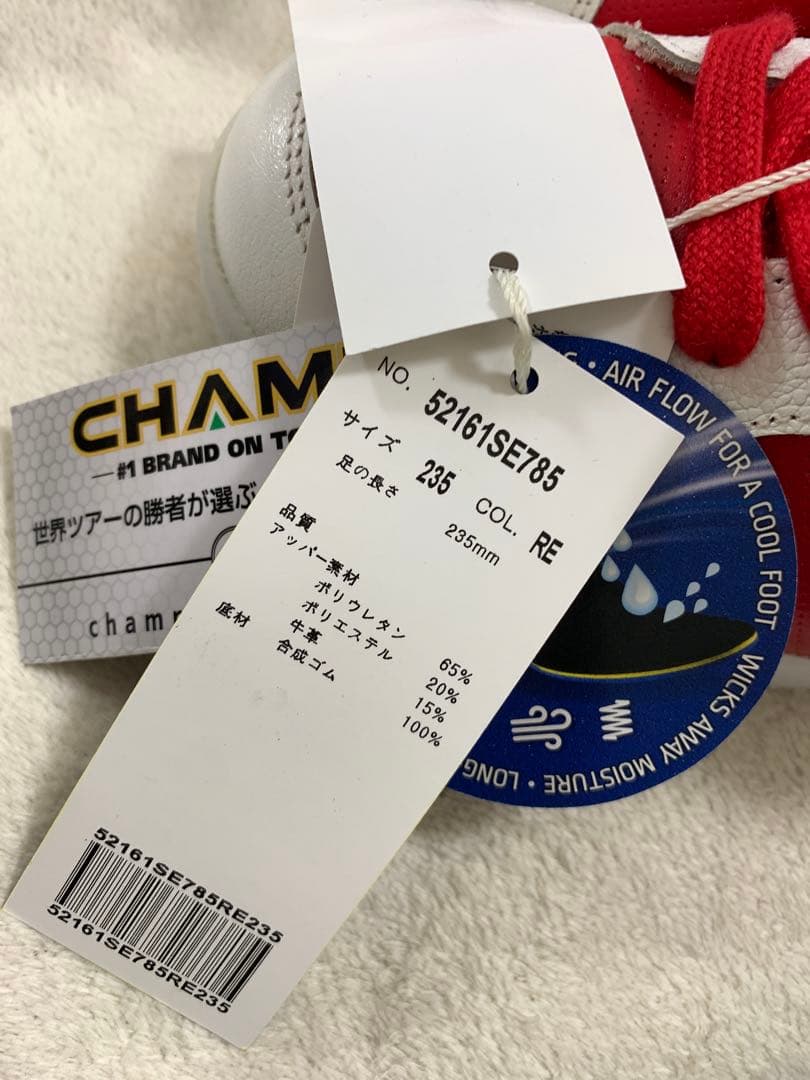 CHAM
#1 BRAND ON TO
世界ツアーの勝者が選ぶ
champ
NO. 52161SE785
サイズ 235 COL. RE
足の長さ 235mm
品質
アッパー素材
ポリウレタン 65%
ポリエステル 20%
牛革 15%
底材 合成ゴム 100%
52161SE785RE235
52161SE785RE235
• AIR FLOW FOR A COOL FOOT
WICKS AWAY MOISTURE • LONG